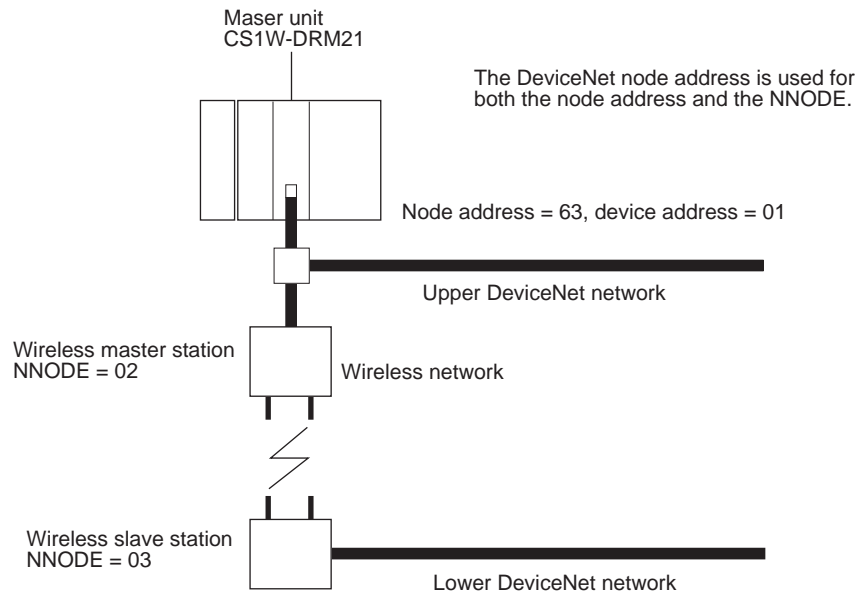 Maser unit
CS1W-DRM21
The DeviceNet node address is used for
both the node address and the NNODE.
Node address = 63, device address = 01
Upper DeviceNet network
Wireless master station
NNODE = 02
Wireless network
Wireless slave station
NNODE = 03
Lower DeviceNet network